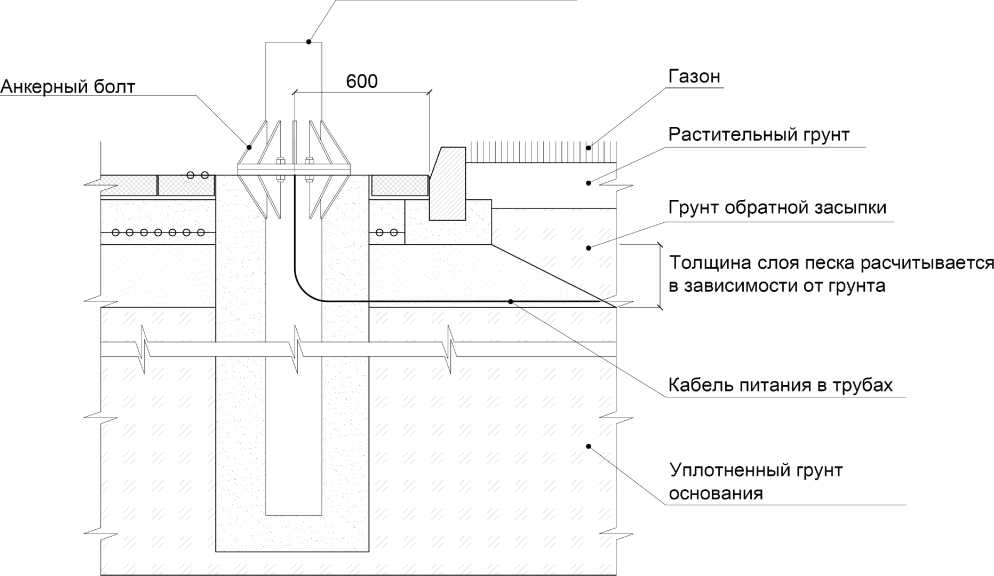 600
Анкерный болт
Газон
Растительный грунт
Грунт обратной засыпки
Толщина слоя песка расчитывается
в зависимости от грунта
Кабель питания в трубах
Уплотненный грунт
основания